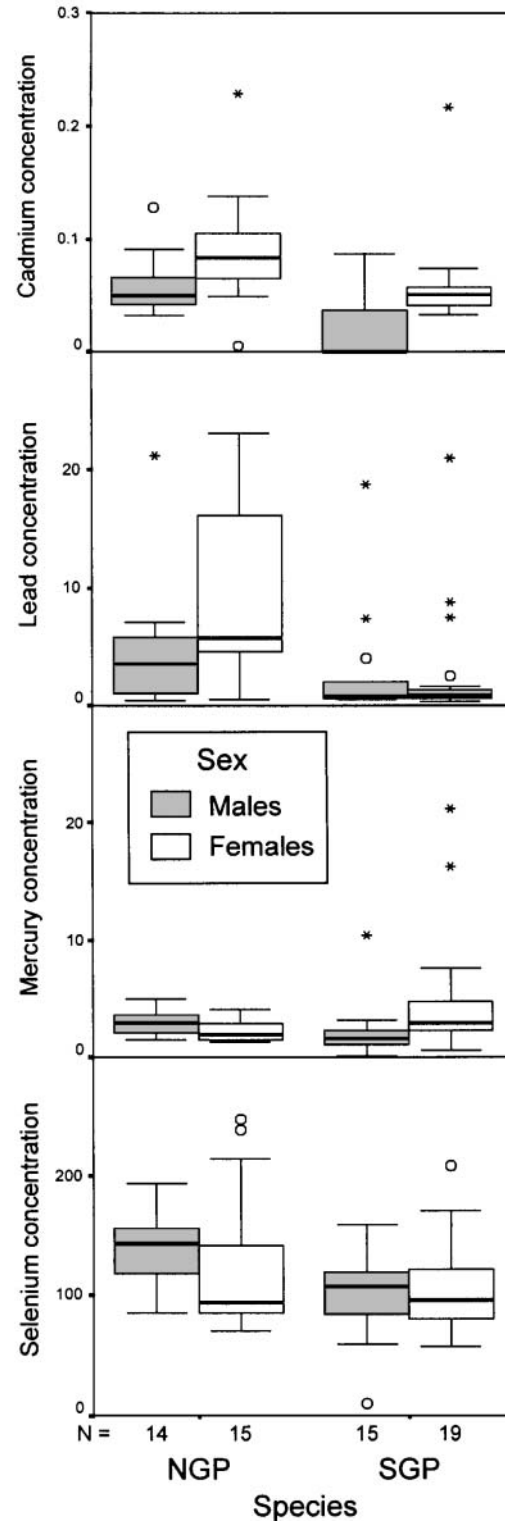 Cadmium concentration
0.3
0.2
0.1
0
Lead concentration
20
10
0
Mercury concentration
20
10
0
Sex
Males
Females
Selenium concentration
200
100
0
N = 14 15 15 19
NGP SGP
Species